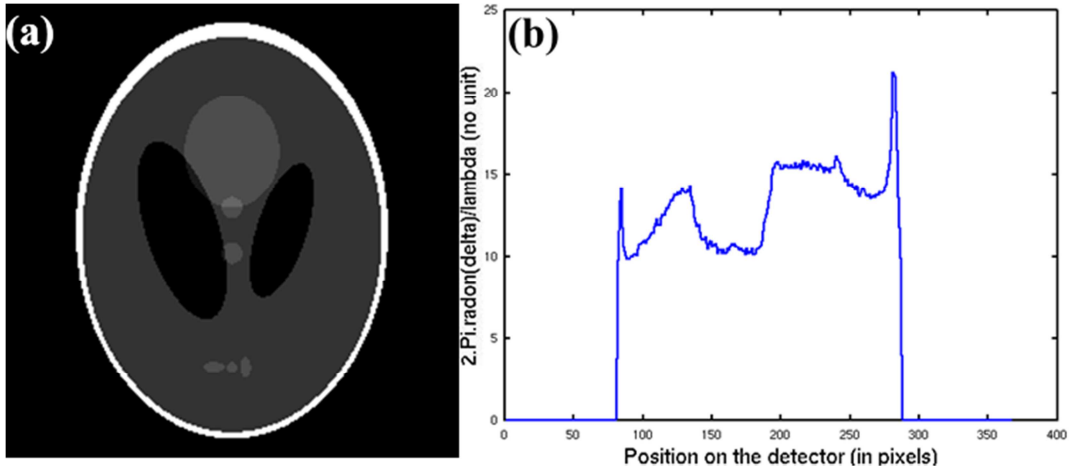 (a)
(b)
2.Pi.radon(delta)/lambda (no unit)
25
20
15
10
5
0
0 50 100 150 200 250 300 350 400
Position on the detector (in pixels)